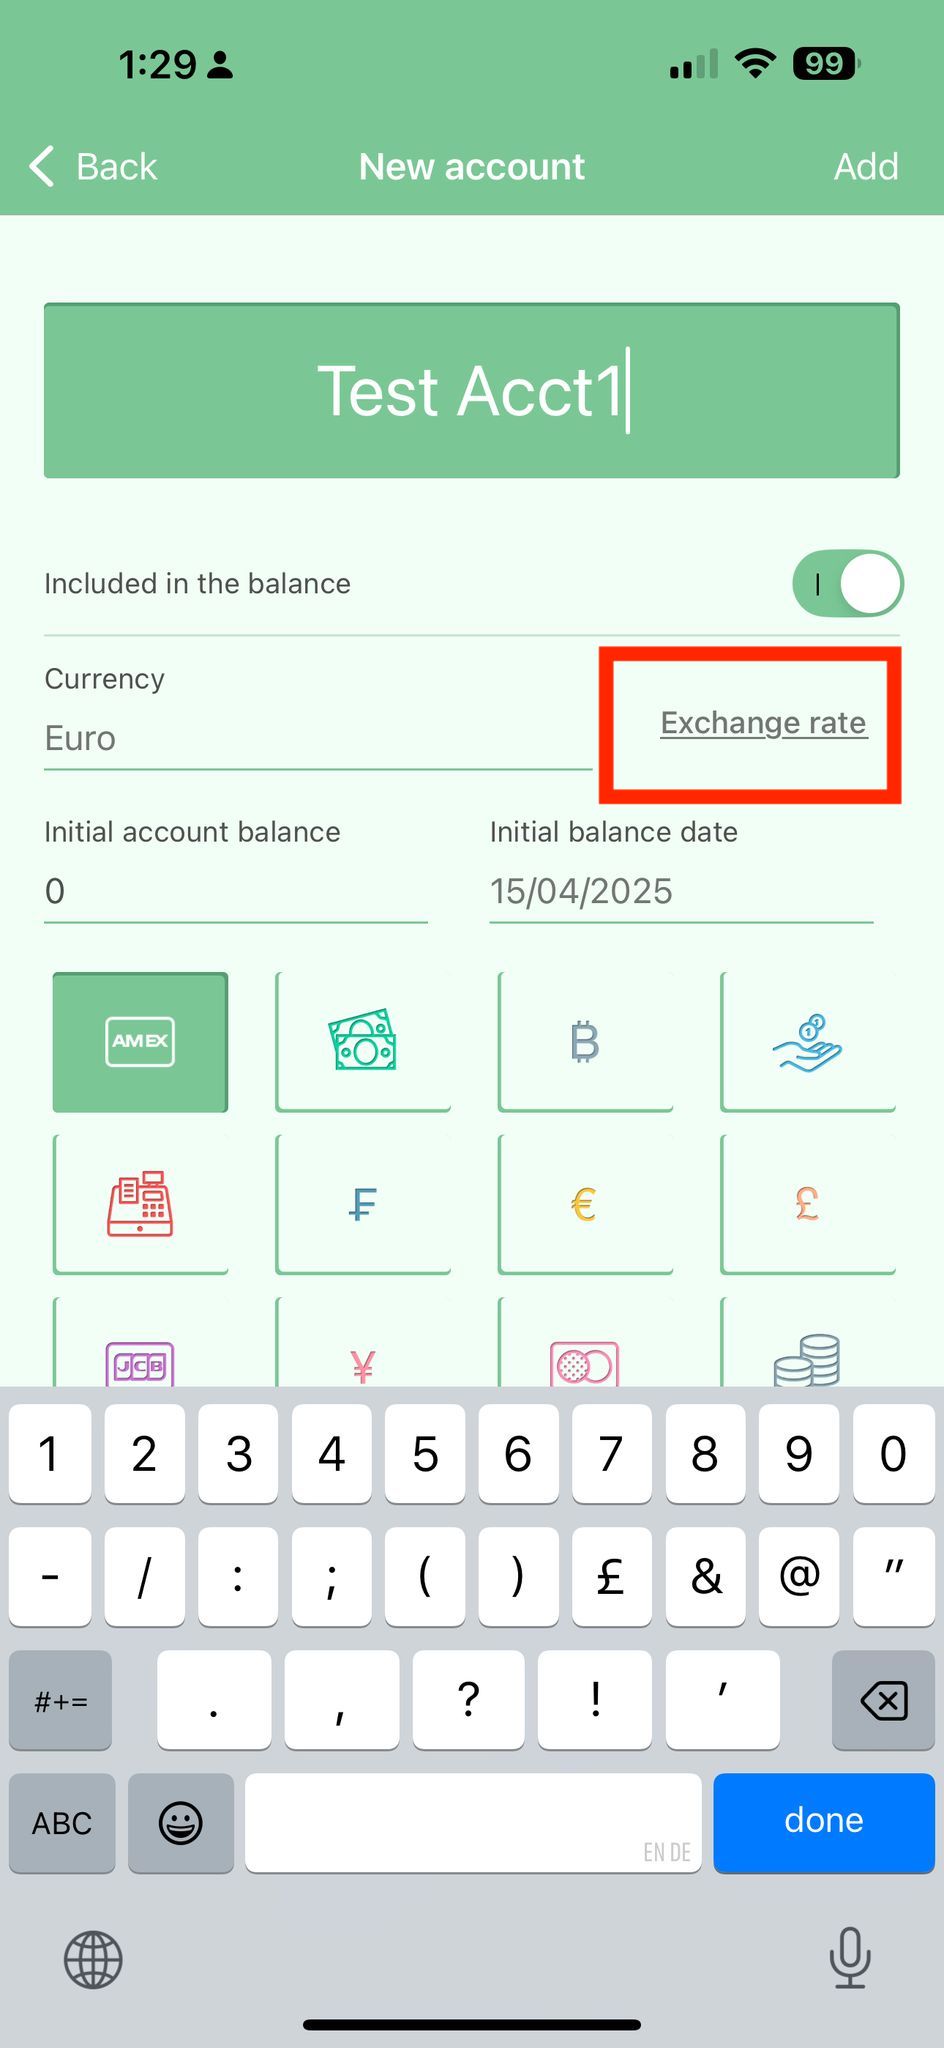 1:29 99
Back New account Add
Test Acct1
Included in the balance
Currency
Euro
Exchange rate
Initial account balance Initial balance date
0 15/04/2025
AMEX ₿
₣ € £
JCB ¥
1 2 3 4 5 6 7 8 9 0
- / : ; ( ) £ & @ "
#+= . , ? ! '
ABC EN DE done